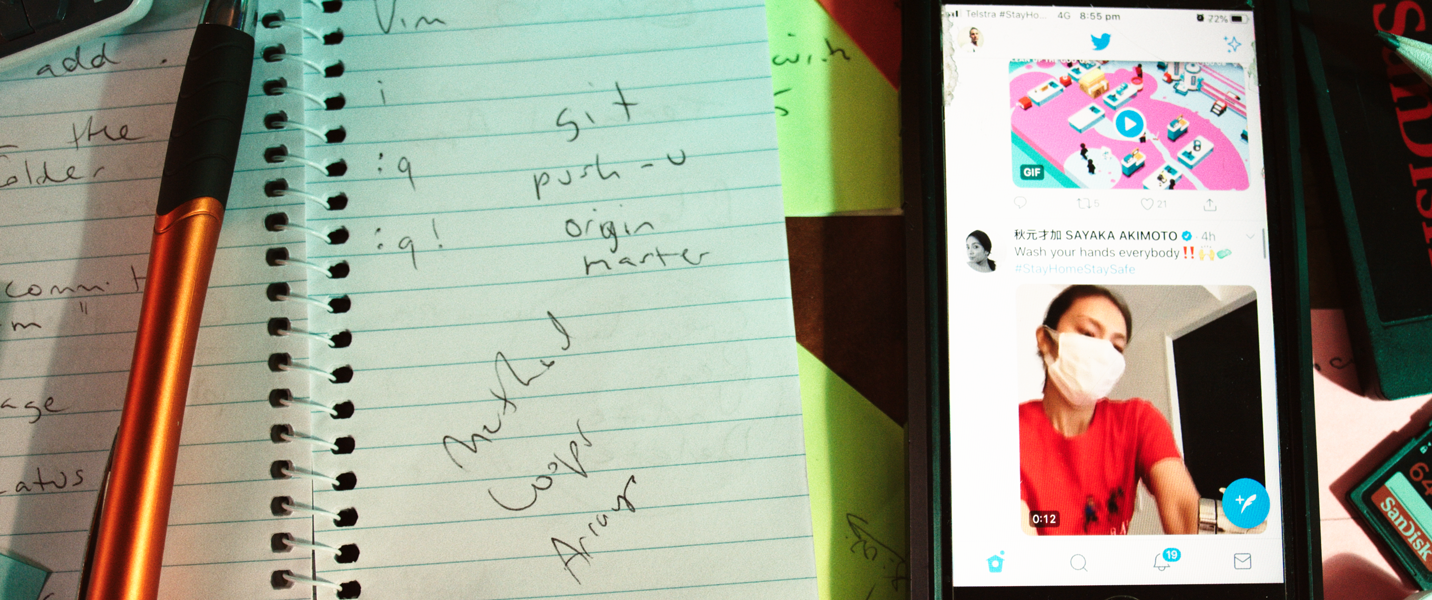 add.
the
older
comm
m "
age
atus
Vim
i
:q
:q!
git
push -u
origin
master
Method
Loops
Arrays
with
Telstra #StayHo... 4G 8:55 pm 22%
GIF
5 21
秋元才加 SAYAKA AKIMOTO · 4h
Wash your hands everybody‼️🙌🧼
#StayHomeStaySafe
0:12
19
SanDisk
64
SanDisk